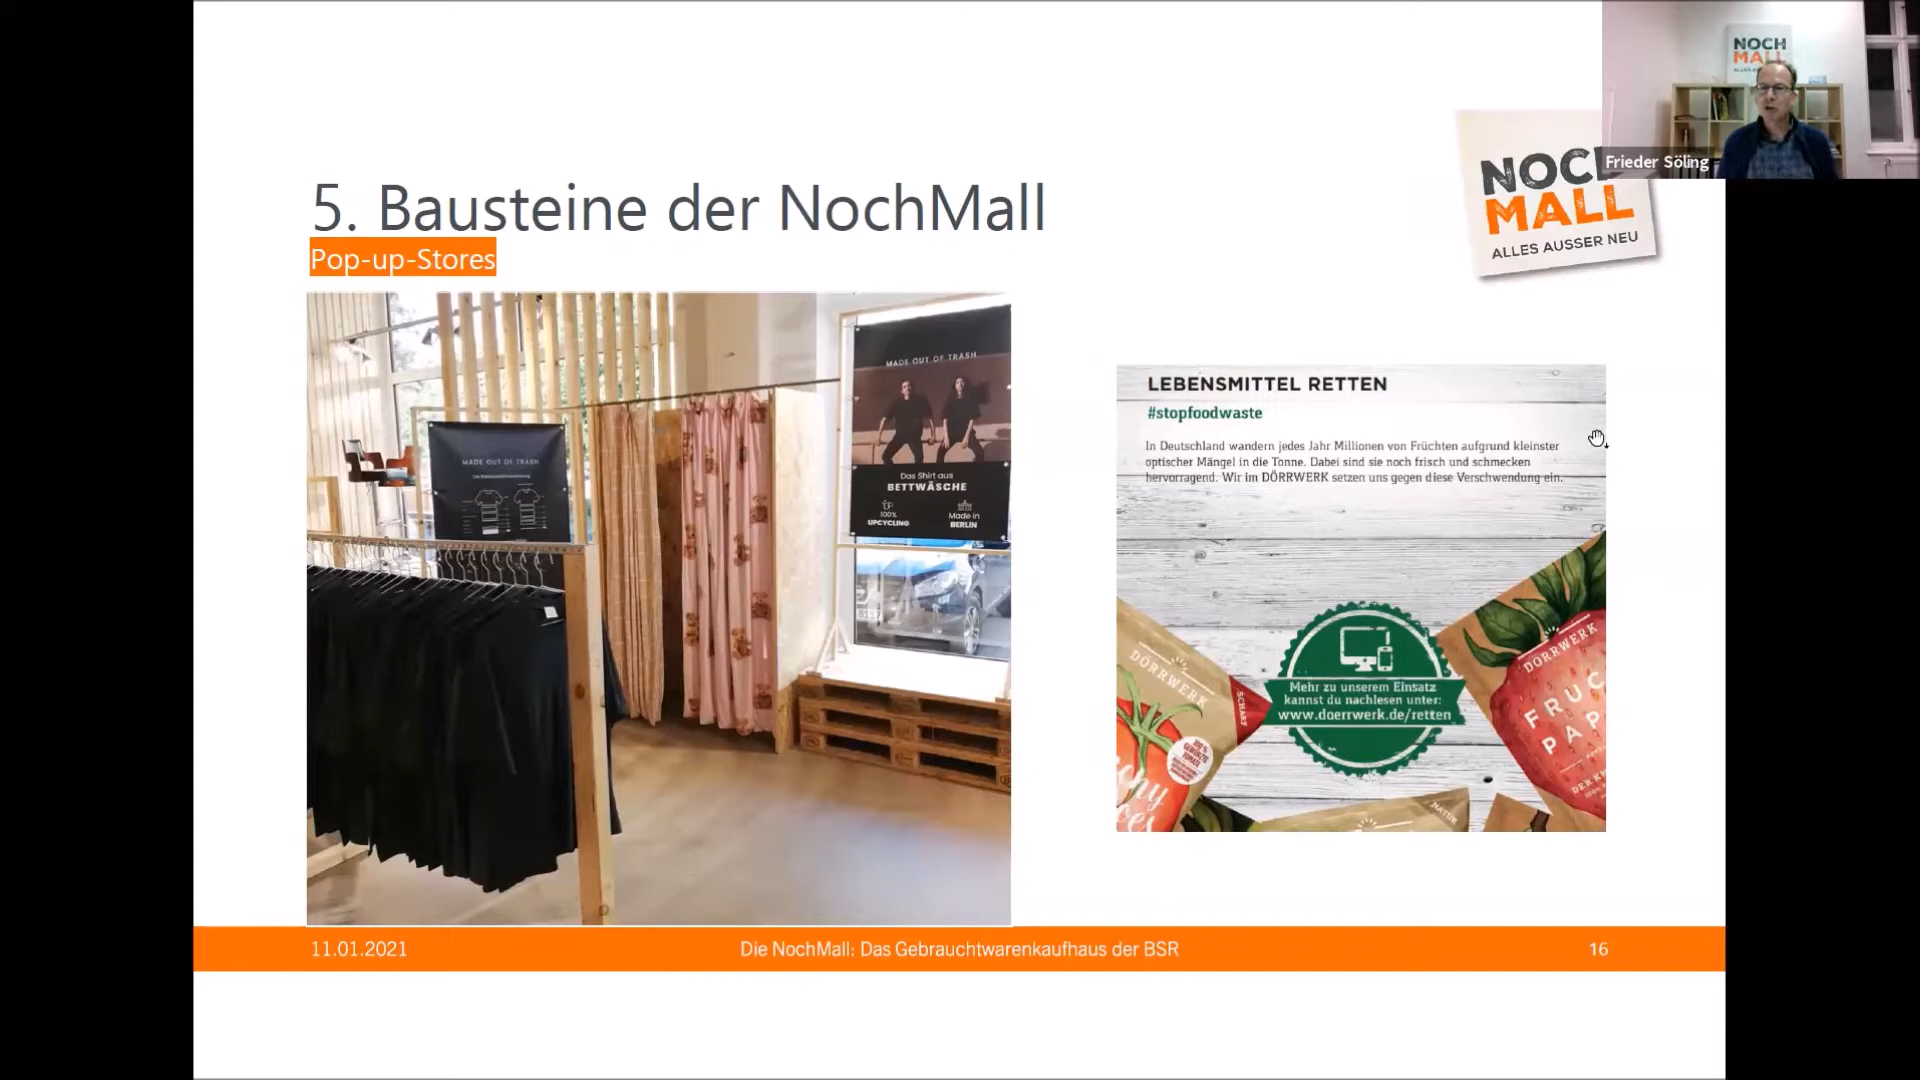 NOCH
MALL
Frieder Söling
NOC
MALL
ALLES AUSSER NEU
5. Bausteine der NochMall
Pop-up-Stores
MADE OUT OF TRASH
MADE OUT OF TRASH
Das Shirt aus
BETTWÄSCHE
100%
UPCYCLING
Made in
BERLIN
LEBENSMITTEL RETTEN
#stopfoodwaste
In Deutschland wandern jedes Jahr Millionen von Früchten aufgrund kleinster
optischer Mängel in die Tonne. Dabei sind sie noch frisch und schmecken
hervorragend. Wir im DÖRRWERK setzen uns gegen diese Verschwendung ein.
DÖRRWERK
SCHARF
Mehr zu unserem Einsatz
kannst du nachlesen unter:
www.doerrwerk.de/retten
DÖRRWERK
FRUC
PAP
NATUR
11.01.2021
Die NochMall: Das Gebrauchtwarenkaufhaus der BSR
16